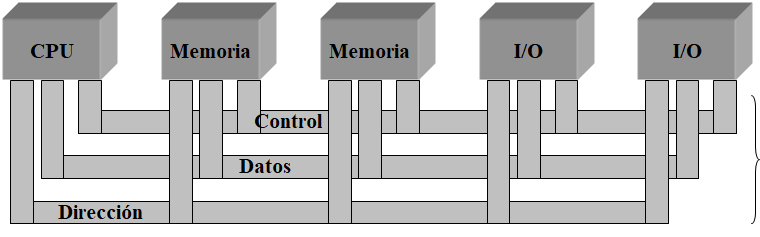 CPU
Memoria
Memoria
I/O
I/O
Control
Datos
Dirección